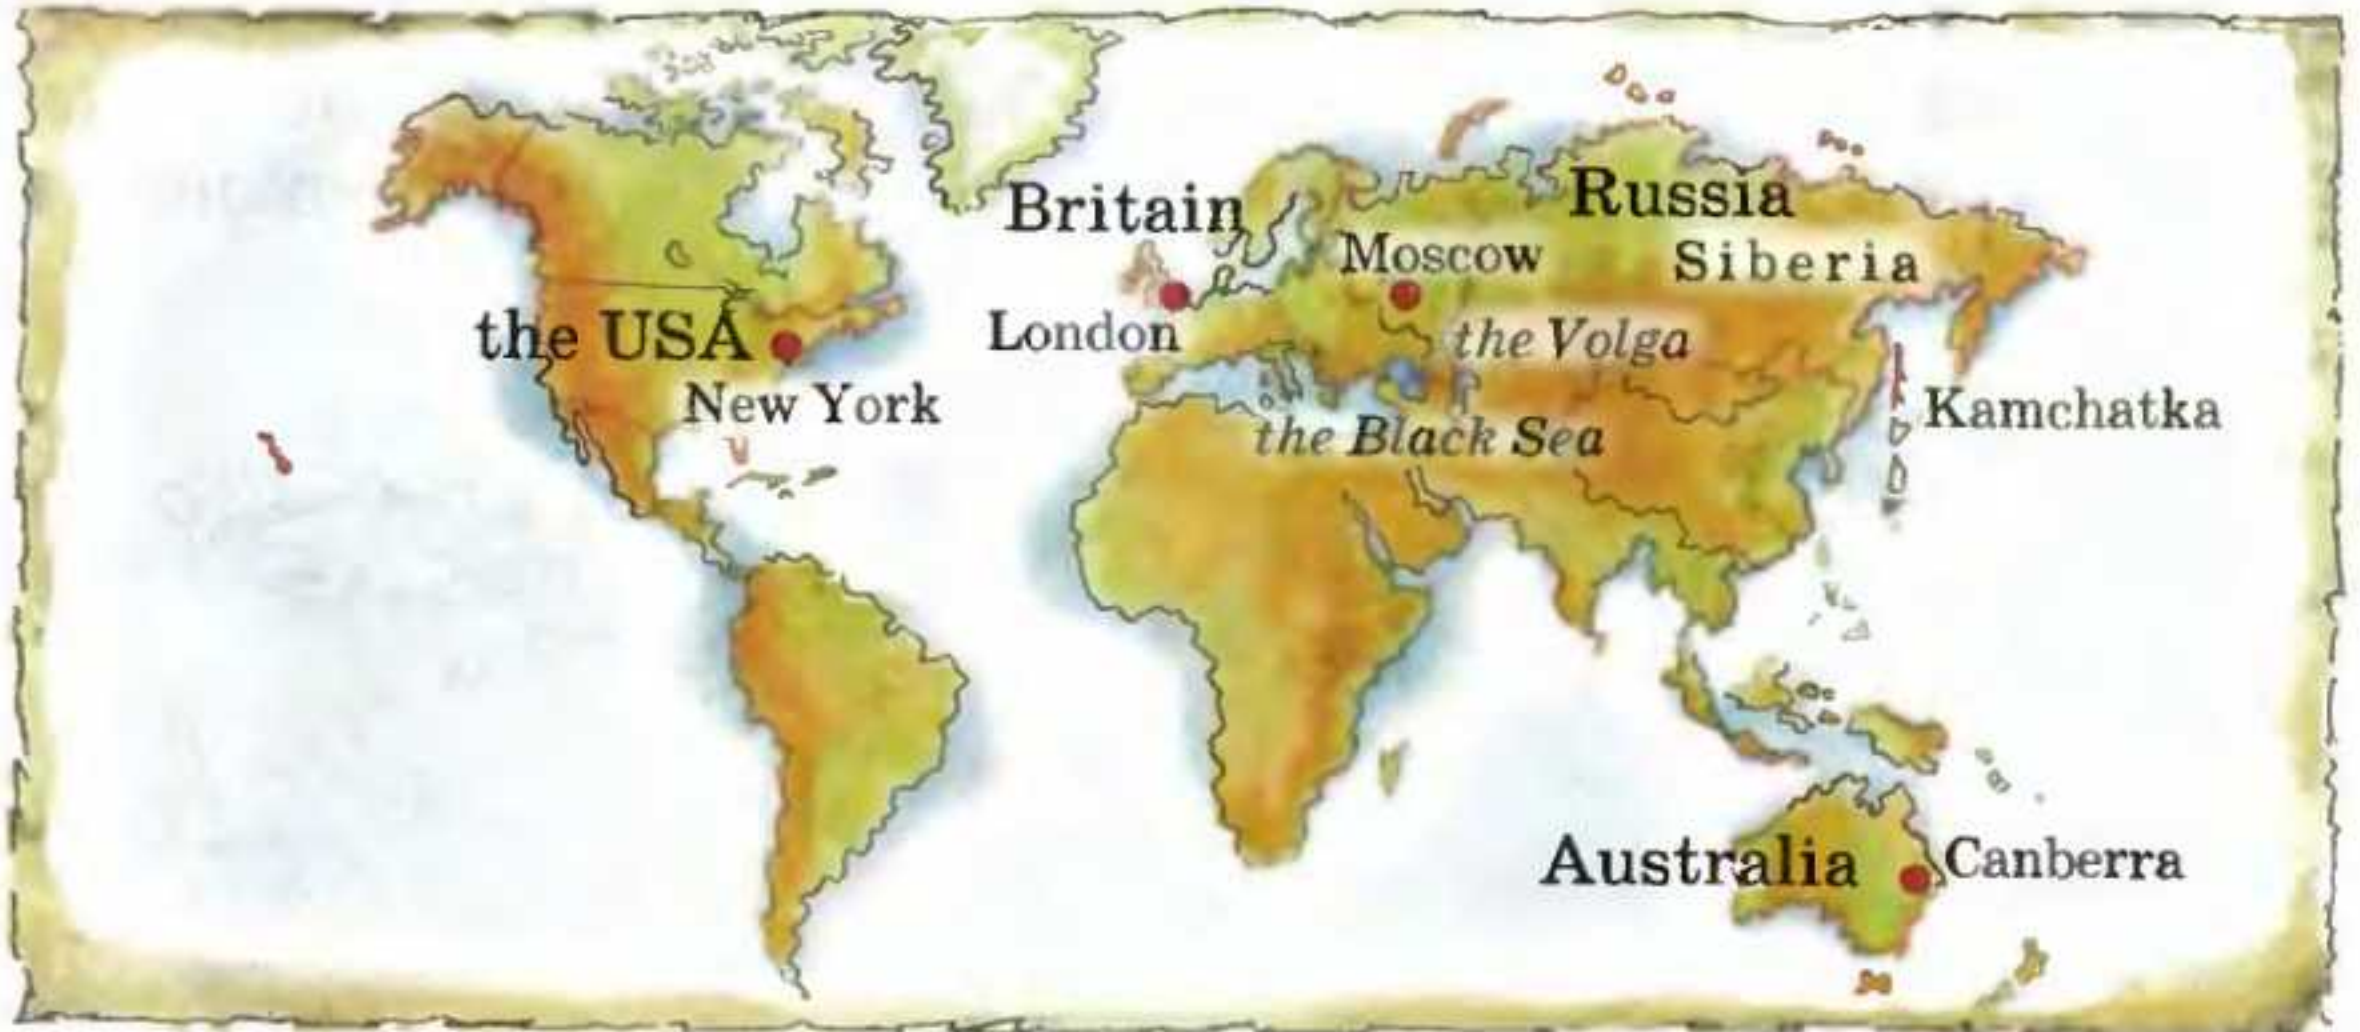 Britain
Russia
Moscow
Siberia
the USA
London
the Volga
New York
Kamchatka
the Black Sea
Australia
Canberra